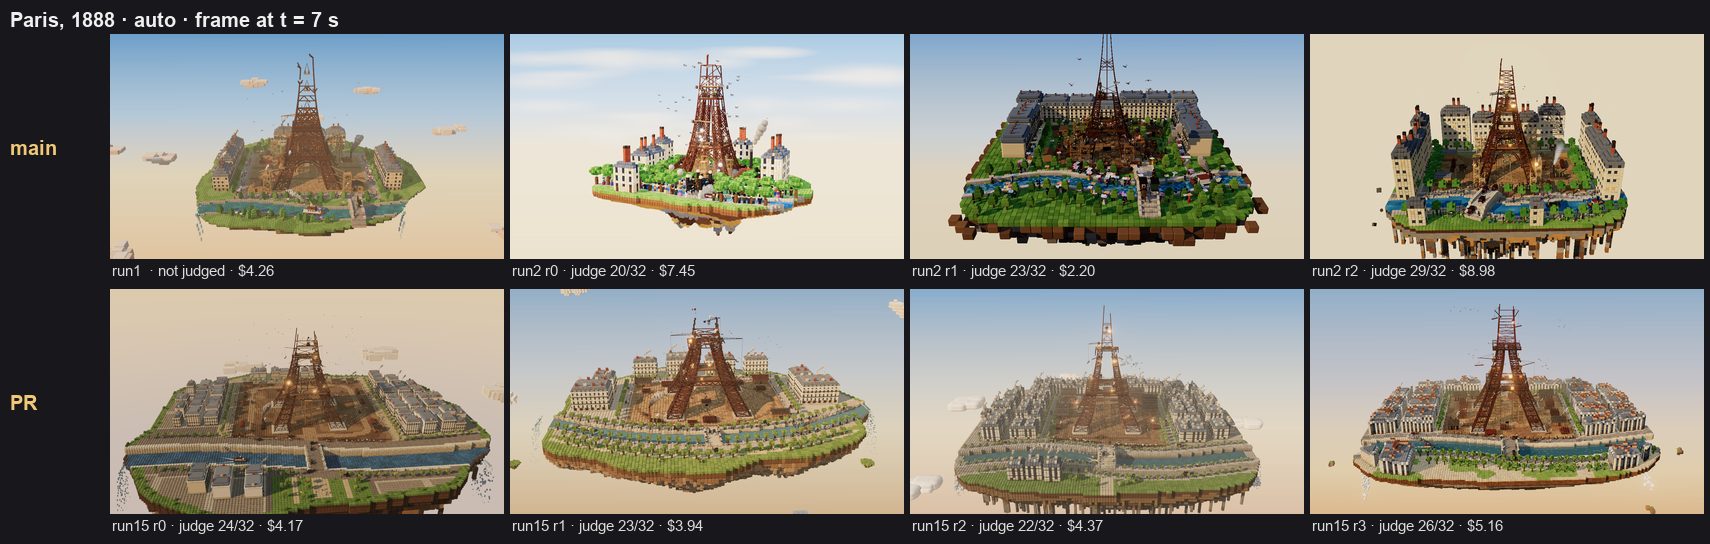 Paris, 1888 · auto · frame at t = 7 s
main
run1 · not judged · $4.26
run2 r0 · judge 20/32 · $7.45
run2 r1 · judge 23/32 · $2.20
run2 r2 · judge 29/32 · $8.98
PR
run15 r0 · judge 24/32 · $4.17
run15 r1 · judge 23/32 · $3.94
run15 r2 · judge 22/32 · $4.37
run15 r3 · judge 26/32 · $5.16